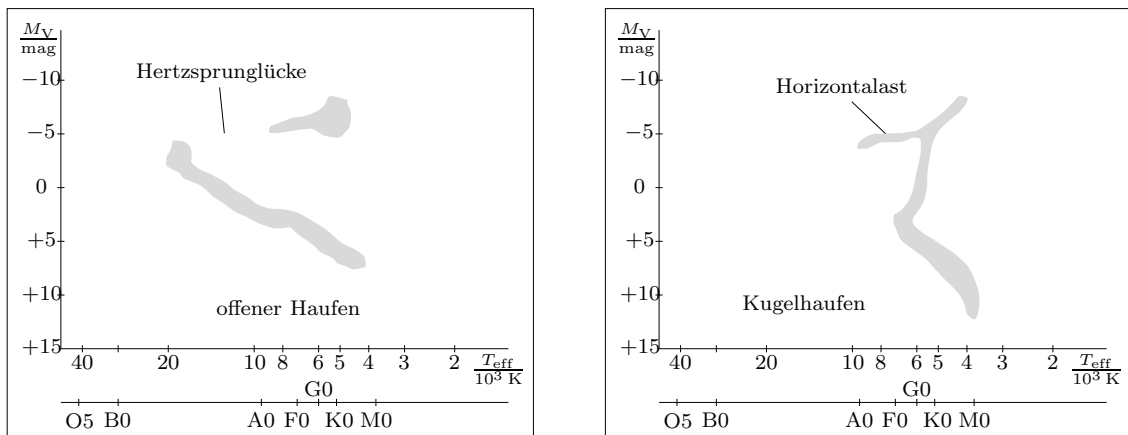 M_V/mag
−10
−5
0
+5
+10
+15
Hertzsprunglücke
offener Haufen
40 20 10 8 6 5 4 3 2 T_eff/10³ K
G0
O5 B0 A0 F0 K0 M0
M_V/mag
−10
−5
0
+5
+10
+15
Horizontalast
Kugelhaufen
40 20 10 8 6 5 4 3 2 T_eff/10³ K
G0
O5 B0 A0 F0 K0 M0